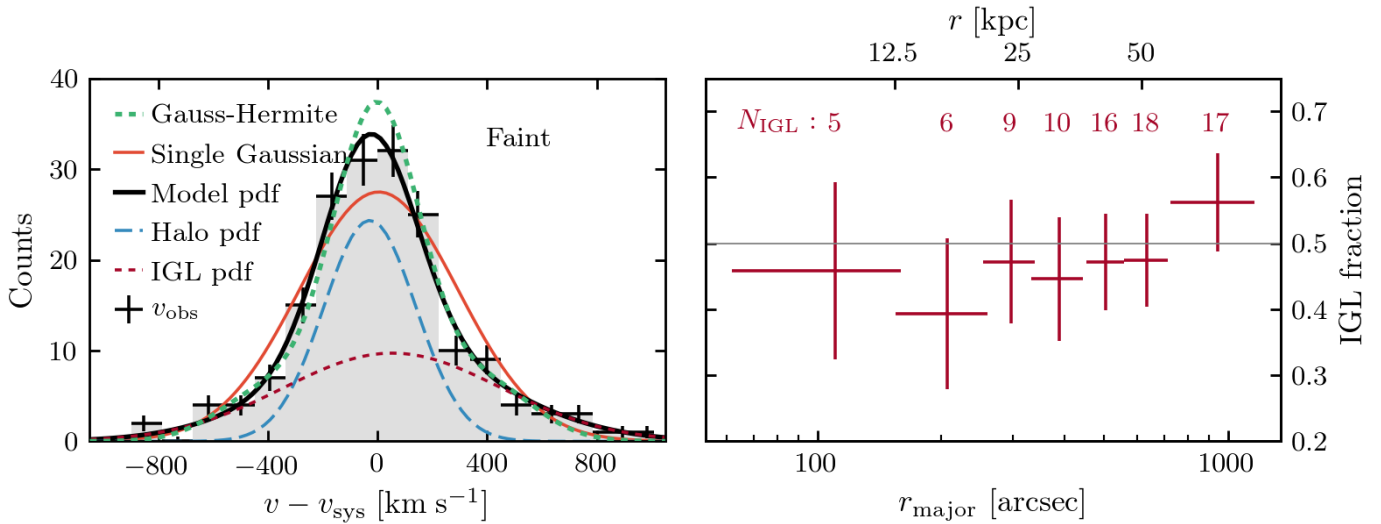 40
30
20
10
0
Counts
Gauss-Hermite
Single Gaussian
Model pdf
Halo pdf
IGL pdf
v_obs
Faint
−800 −400 0 400 800
v − v_sys [km s⁻¹]
r [kpc]
12.5 25 50
N_IGL : 5 6 9 10 16 18 17
0.7
0.6
0.5
0.4
0.3
0.2
IGL fraction
100 1000
r_major [arcsec]